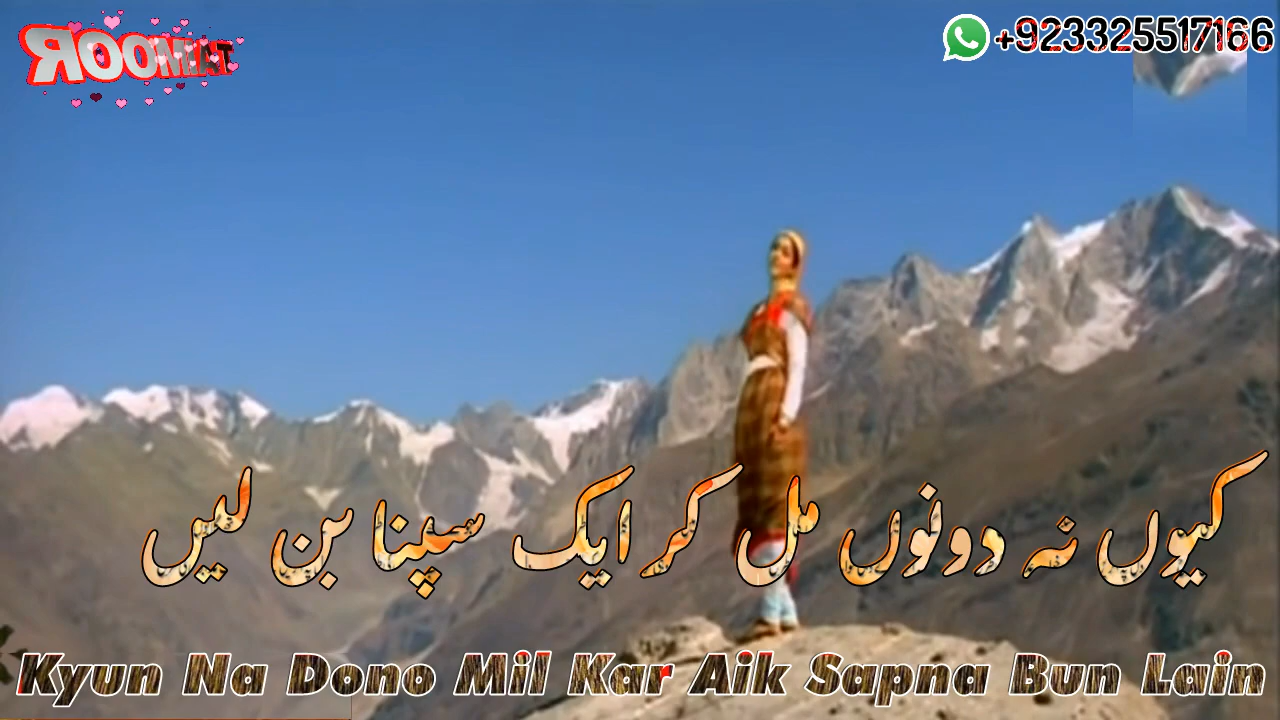 +923325517166
کیوں نہ دونوں مل کر ایک سپنا بن لیں
Kyun Na Dono Mil Kar Aik Sapna Bun Lain